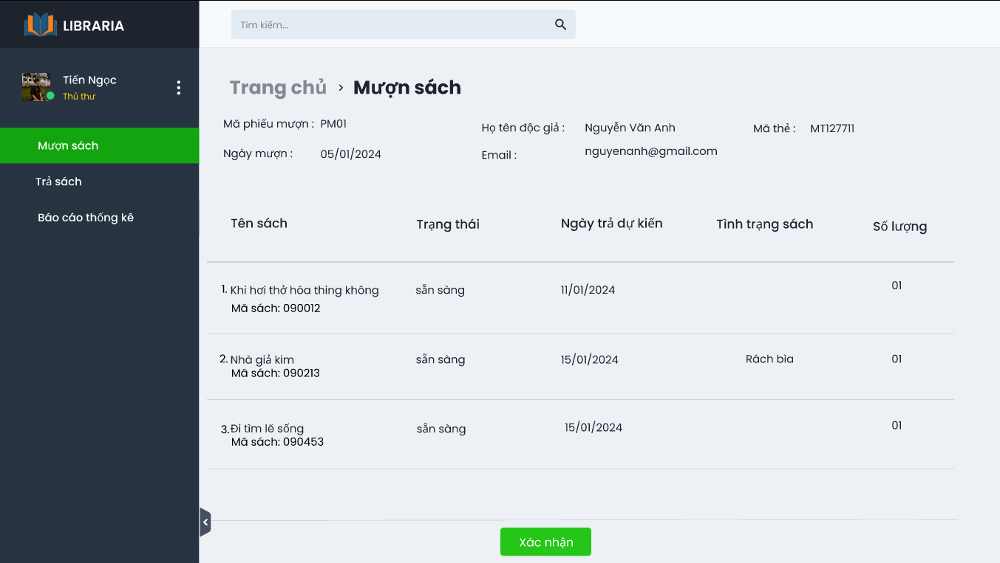 LIBRARIA
Tìm kiếm...
Tiến Ngọc
Thủ thư
Mượn sách
Trả sách
Báo cáo thống kê
Trang chủ > Mượn sách
Mã phiếu mượn : PM01
Họ tên độc giả : Nguyễn Văn Anh
Mã thẻ : MT127711
Ngày mượn : 05/01/2024
Email : nguyenanh@gmail.com
Tên sách Trạng thái Ngày trả dự kiến Tình trạng sách Số lượng
1. Khi hơi thở hóa thing không sẵn sàng 11/01/2024 01
Mã sách: 090012
2. Nhà giả kim sẵn sàng 15/01/2024 Rách bìa 01
Mã sách: 090213
3. Đi tìm lẽ sống sẵn sàng 15/01/2024 01
Mã sách: 090453
Xác nhận